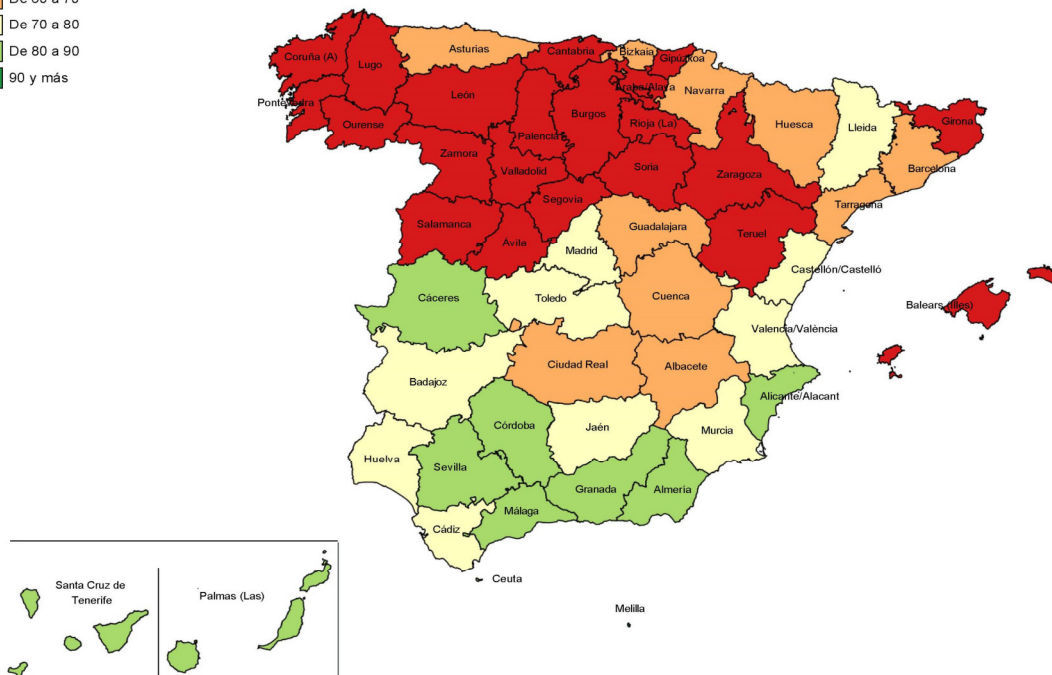 De 70 a 80
De 80 a 90
90 y más
Coruña (A)
Lugo
Asturias
Cantabria
Bizkaia
Gipuzkoa
Araba/Álava
Navarra
Pontevedra
Ourense
León
Palencia
Burgos
Rioja (La)
Huesca
Lleida
Girona
Barcelona
Zamora
Valladolid
Soria
Zaragoza
Tarragona
Segovia
Salamanca
Ávila
Madrid
Guadalajara
Teruel
Castellón/Castelló
Cáceres
Toledo
Cuenca
Balears (Illes)
Valencia/València
Badajoz
Ciudad Real
Albacete
Alicante/Alacant
Huelva
Sevilla
Córdoba
Jaén
Murcia
Cádiz
Málaga
Granada
Almería
Ceuta
Melilla
Santa Cruz de
Tenerife
Palmas (Las)